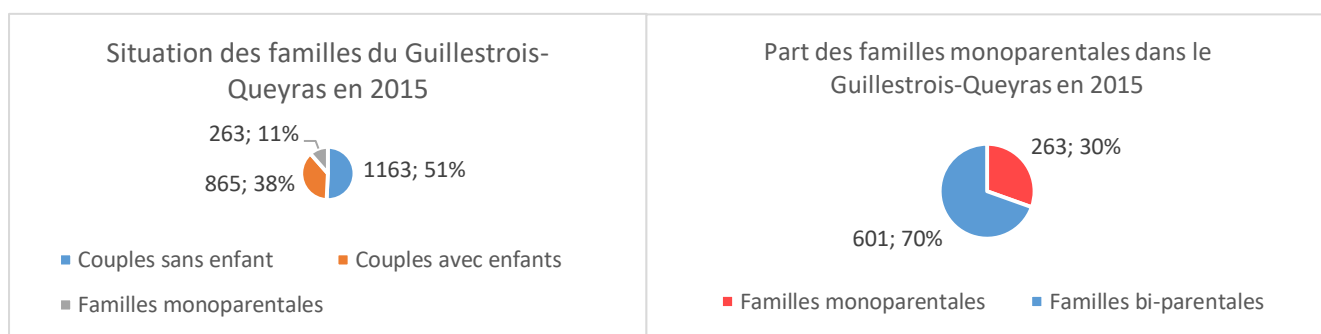 Situation des familles du Guillestrois-
Queyras en 2015
263; 11%
1163; 51%
865; 38%
Couples sans enfant
Couples avec enfants
Familles monoparentales
Part des familles monoparentales dans le
Guillestrois-Queyras en 2015
263; 30%
601; 70%
Familles monoparentales
Familles bi-parentales